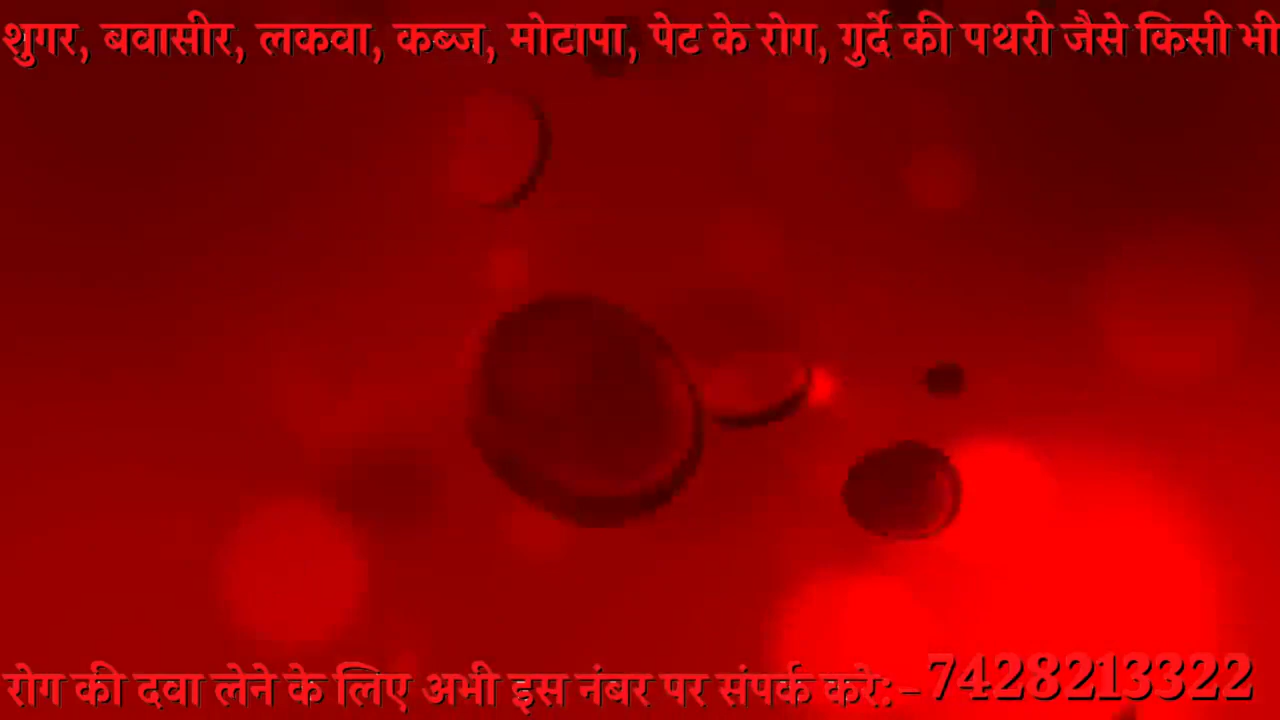 शुगर, बवासीर, लकवा, कब्ज, मोटापा, पेट के रोग, गुर्दे की पथरी जैसे किसी भी
रोग की दवा लेने के लिए अभी इस नंबर पर संपर्क करे:-7428213322